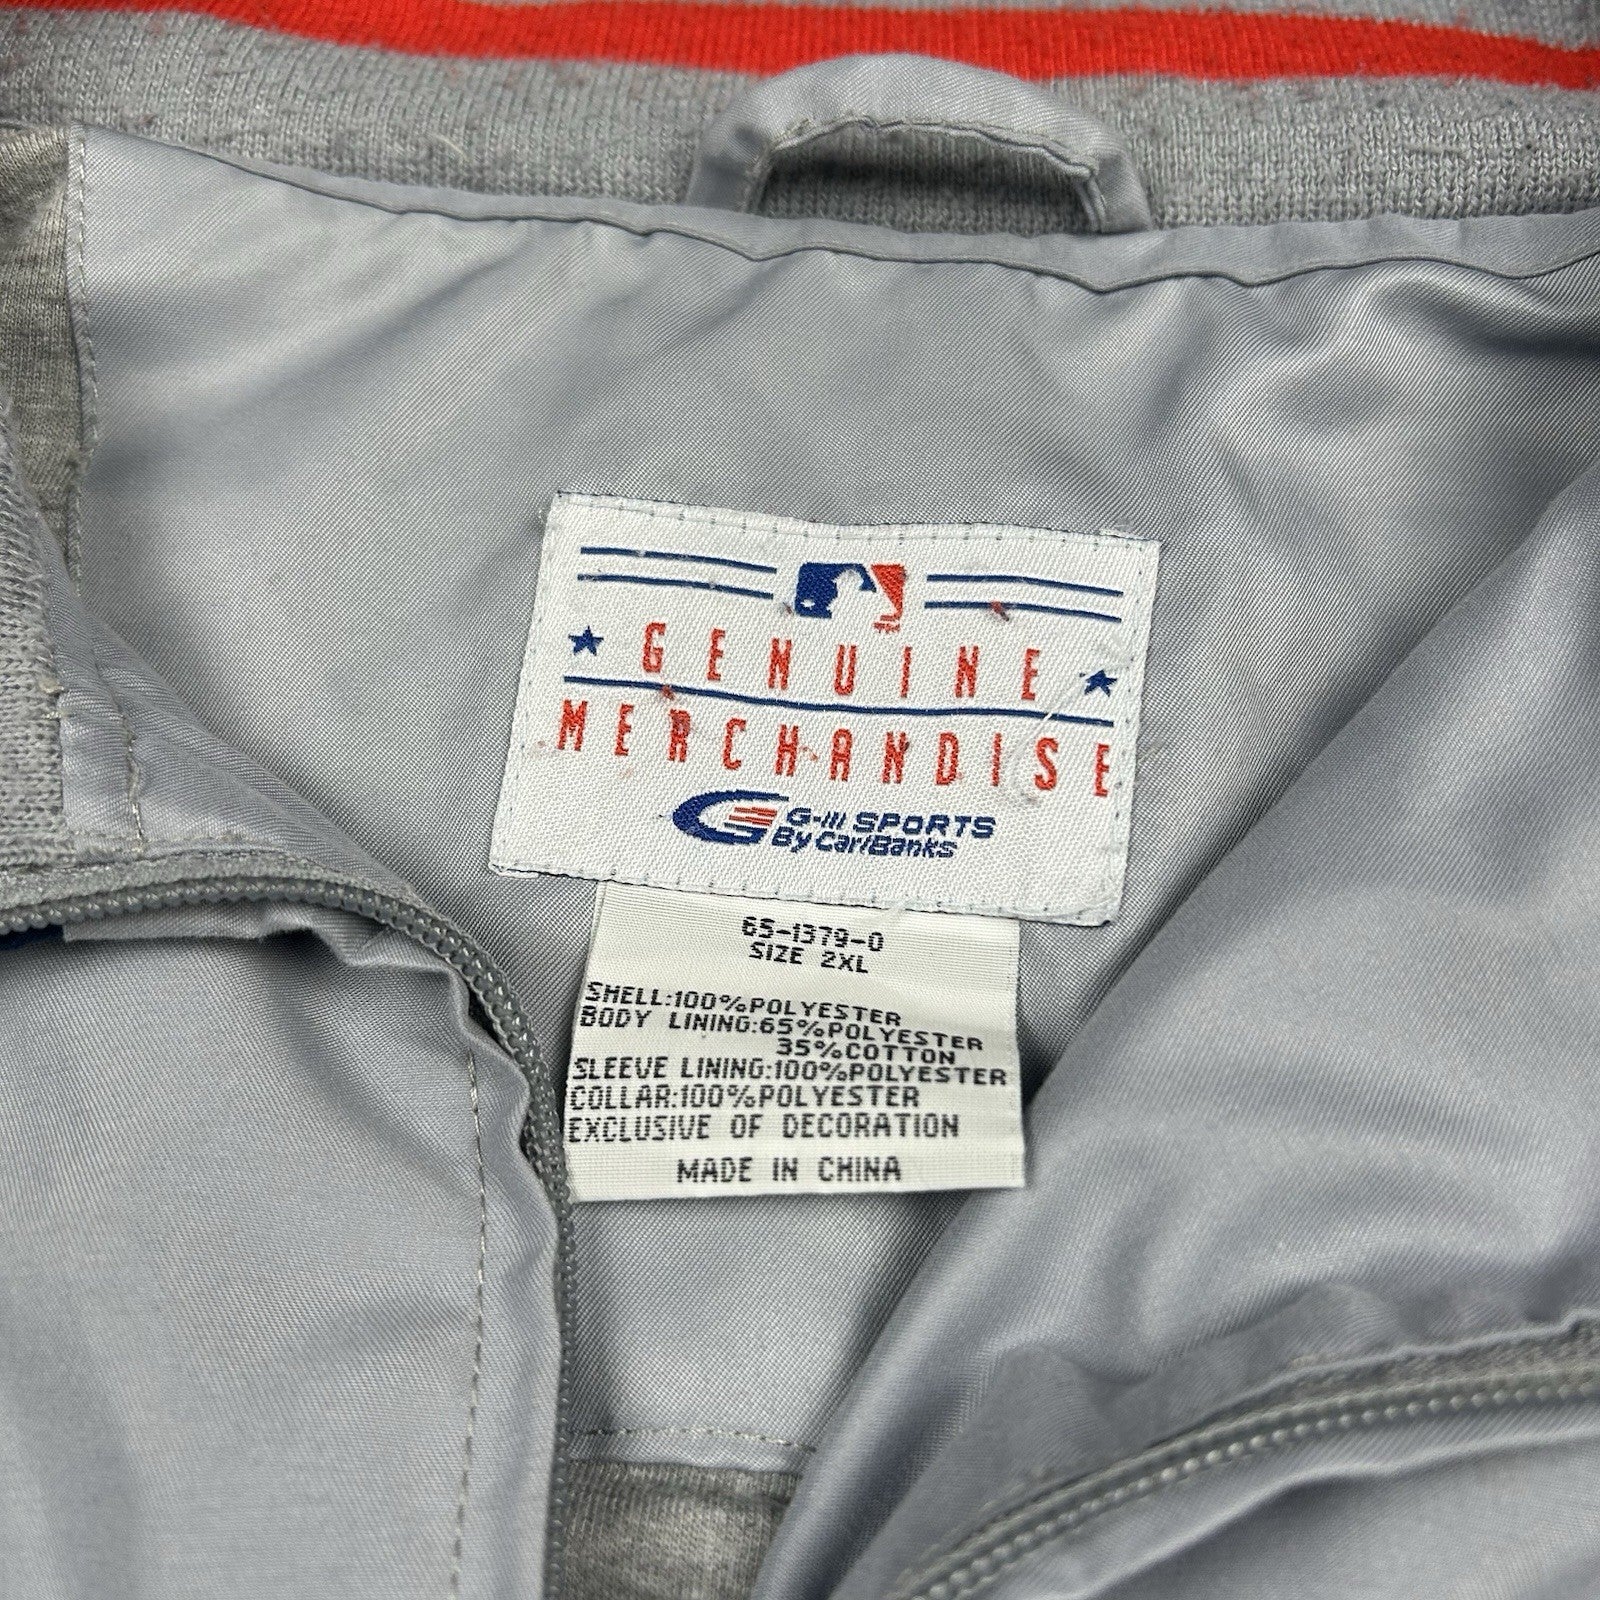 GENUINE
MERCHANDISE
G-III SPORTS
By Carl Banks
65-1379-0
SIZE 2XL
SHELL:100%POLYESTER
BODY LINING:65%POLYESTER
35%COTTON
SLEEVE LINING:100%POLYESTER
COLLAR:100%POLYESTER
EXCLUSIVE OF DECORATION
MADE IN CHINA